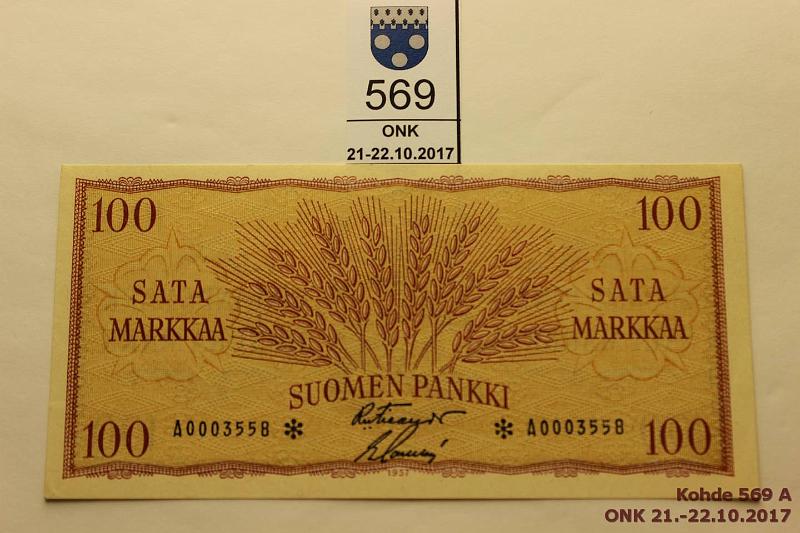 569
ONK
21-22.10.2017
100
100
SATA
MARKKAA
SATA
MARKKAA
SUOMEN PANKKI
100
A0003558 *
* A0003558
100
1957
Kohde 569 A
ONK 21.-22.10.2017